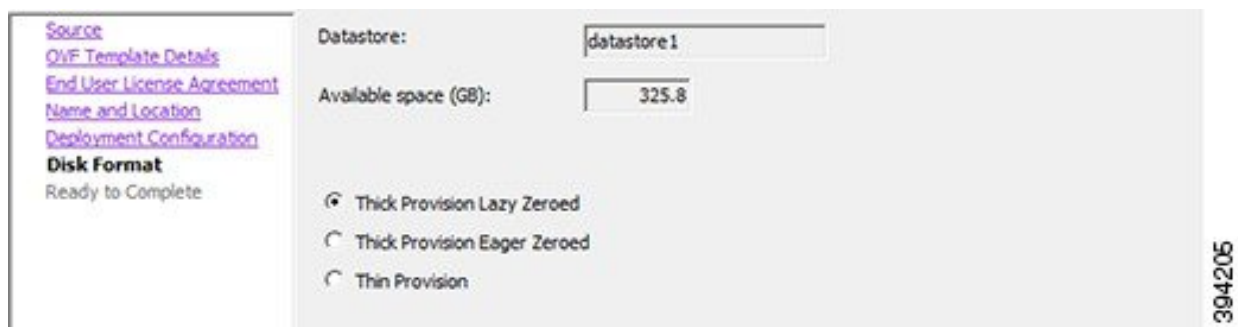 Source
OVF Template Details
End User License Agreement
Name and Location
Deployment Configuration
Disk Format
Ready to Complete
Datastore: datastore1
Available space (GB): 325.8
Thick Provision Lazy Zeroed
Thick Provision Eager Zeroed
Thin Provision
394205